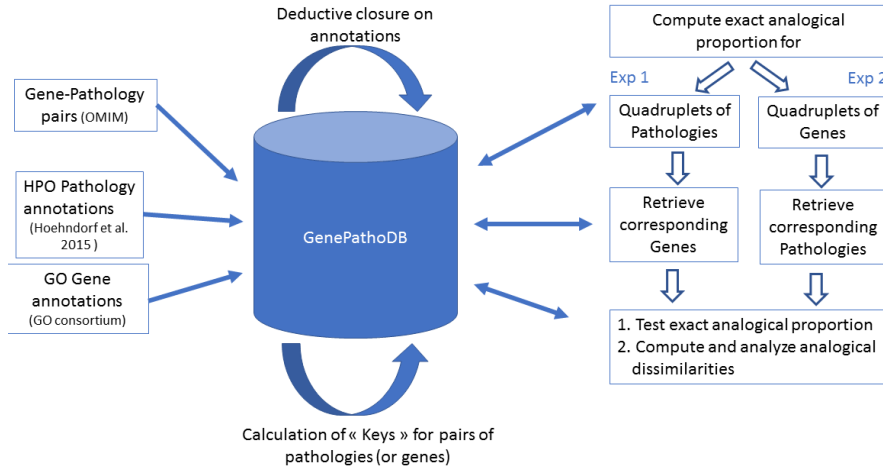 Deductive closure on
annotations
Gene-Pathology
pairs (OMIM)
HPO Pathology
annotations
(Hoehndorf et al.
2015 )
GO Gene
annotations
(GO consortium)
GenePathoDB
Calculation of « Keys » for pairs of
pathologies (or genes)
Compute exact analogical
proportion for
Exp 1
Exp 2
Quadruplets of
Pathologies
Quadruplets of
Genes
Retrieve
corresponding
Genes
Retrieve
corresponding
Pathologies
1. Test exact analogical proportion
2. Compute and analyze analogical
dissimilarities